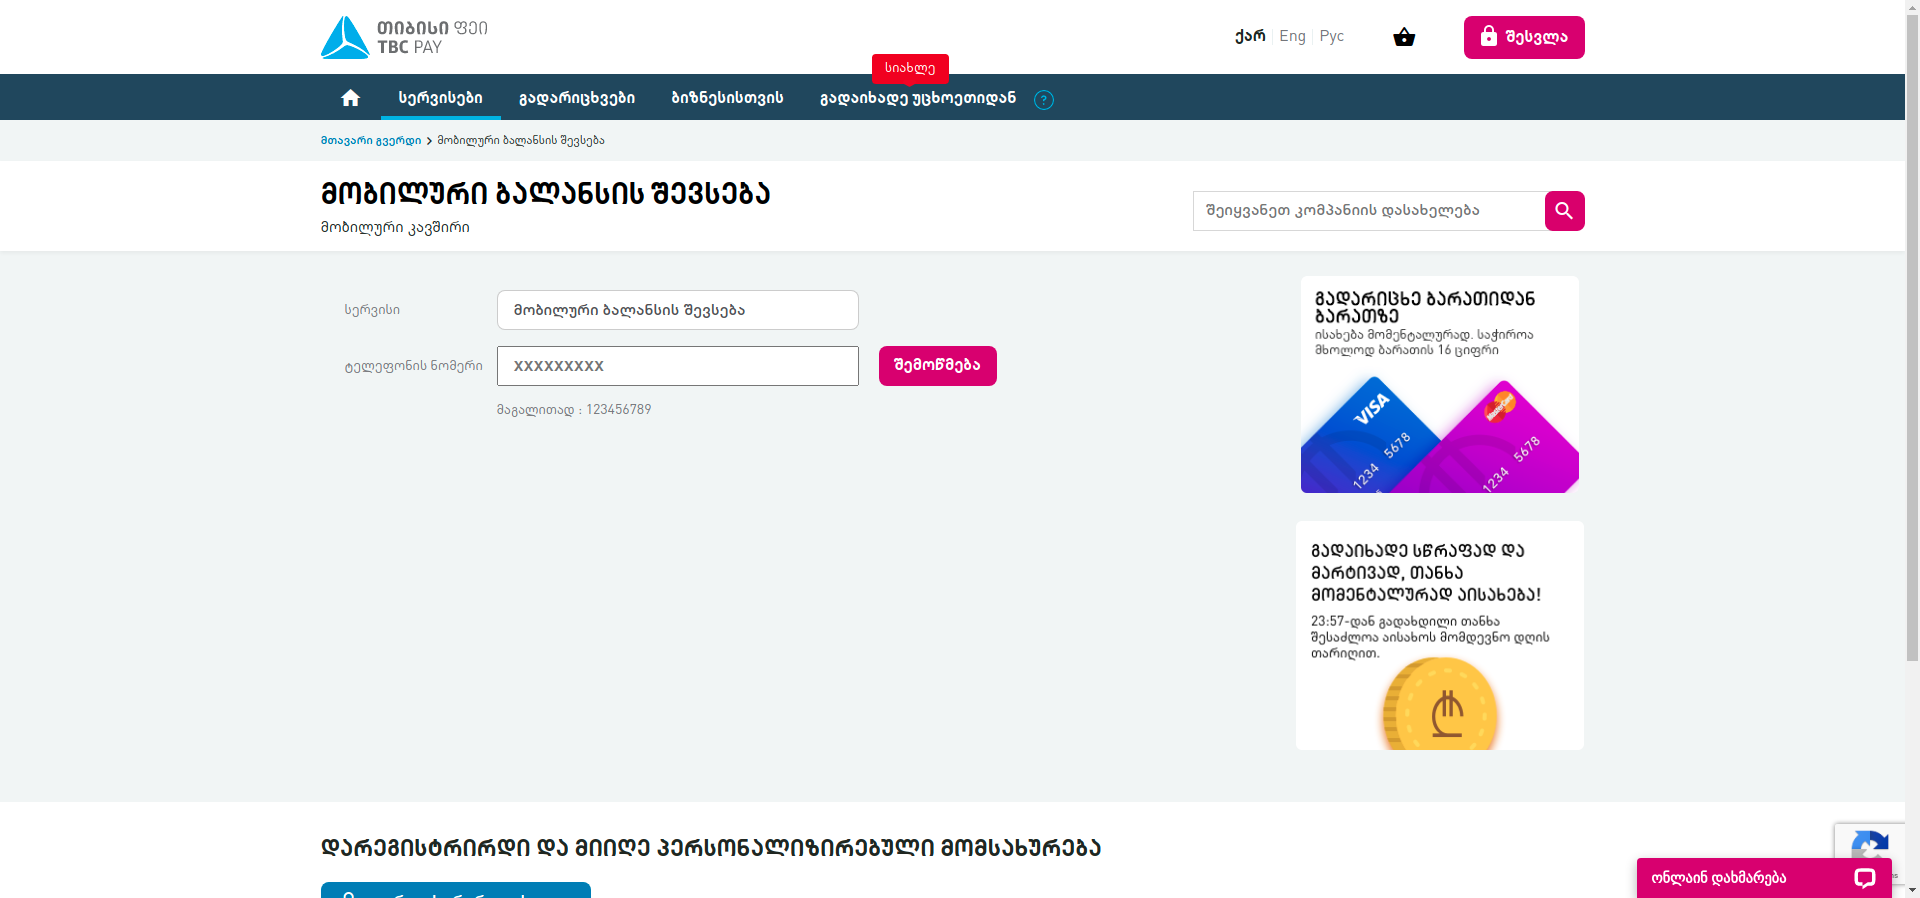 თიბისი ფეი
TBC PAY
ქარ Eng Рус
შესვლა
სიახლე
სერვისები გადარიცხვები ბიზნესისთვის გადაიხადე უცხოეთიდან ?
მთავარი გვერდი > მობილური ბალანსის შევსება
მობილური ბალანსის შევსება
მობილური კავშირი
შეიყვანეთ კომპანიის დასახელება
სერვისი მობილური ბალანსის შევსება
ტელეფონის ნომერი XXXXXXXXX შემოწმება
მაგალითად : 123456789
გადარიცხე ბარათიდან
ბარათზე
ისახება მომენტალურად. საჭიროა
მხოლოდ ბარათის 16 ციფრი
VISA
MasterCard
1234 5678
1234 5678
გადაიხადე სწრაფად და
მარტივად, თანხა
მომენტალურად აისახება!
23:57-დან გადახდილი თანხა
შესაძლოა აისახოს მომდევნო დღის
თარიღით.
₾
დარეგისტრირდი და მიიღე პერსონალიზირებული მომსახურება
ონლაინ დახმარება